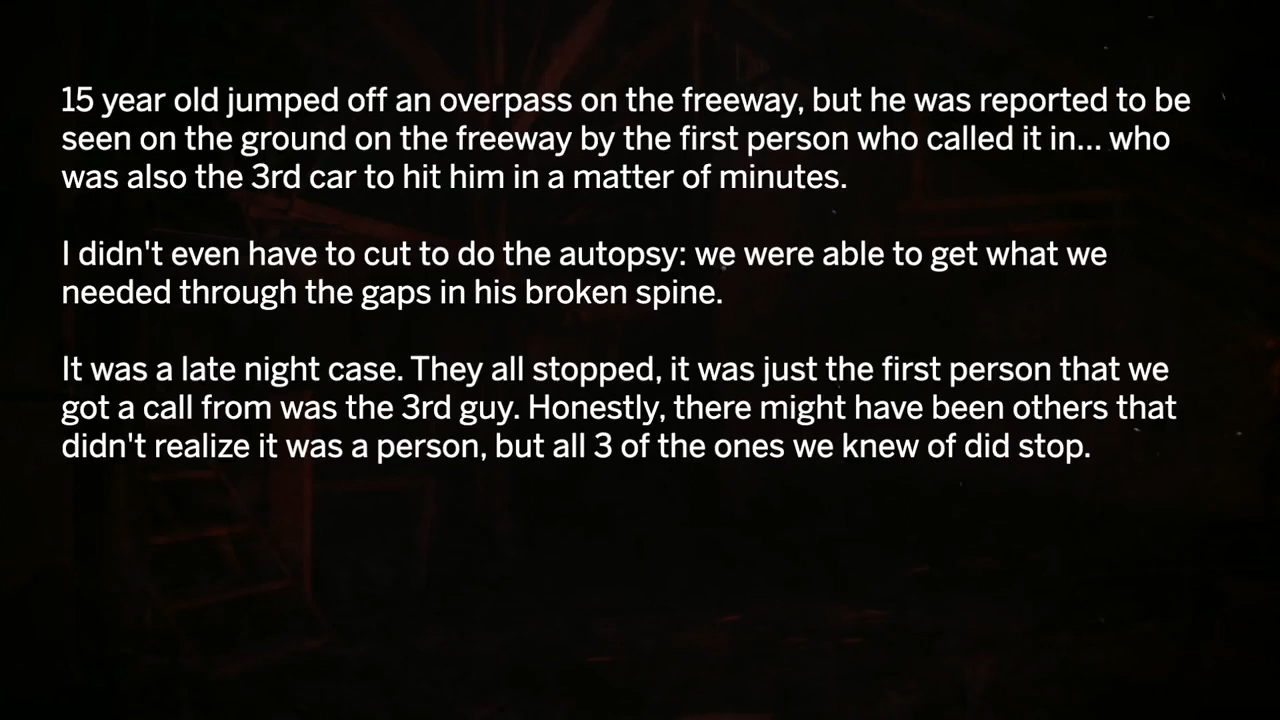 15 year old jumped off an overpass on the freeway, but he was reported to be
seen on the ground on the freeway by the first person who called it in... who
was also the 3rd car to hit him in a matter of minutes.
I didn't even have to cut to do the autopsy: we were able to get what we
needed through the gaps in his broken spine.
It was a late night case. They all stopped, it was just the first person that we
got a call from was the 3rd guy. Honestly, there might have been others that
didn't realize it was a person, but all 3 of the ones we knew of did stop.